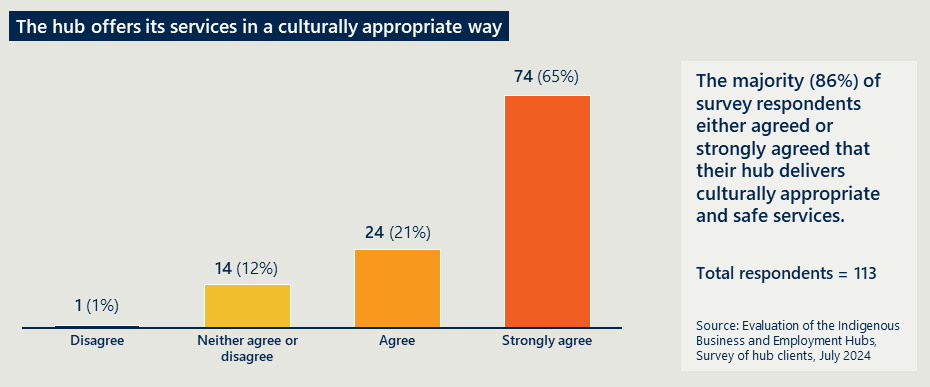 The hub offers its services in a culturally appropriate way
74 (65%)
24 (21%)
14 (12%)
1 (1%)
Disagree
Neither agree or
disagree
Agree
Strongly agree
The majority (86%) of
survey respondents
either agreed or
strongly agreed that
their hub delivers
culturally appropriate
and safe services.
Total respondents = 113
Source: Evaluation of the Indigenous
Business and Employment Hubs,
Survey of hub clients, July 2024